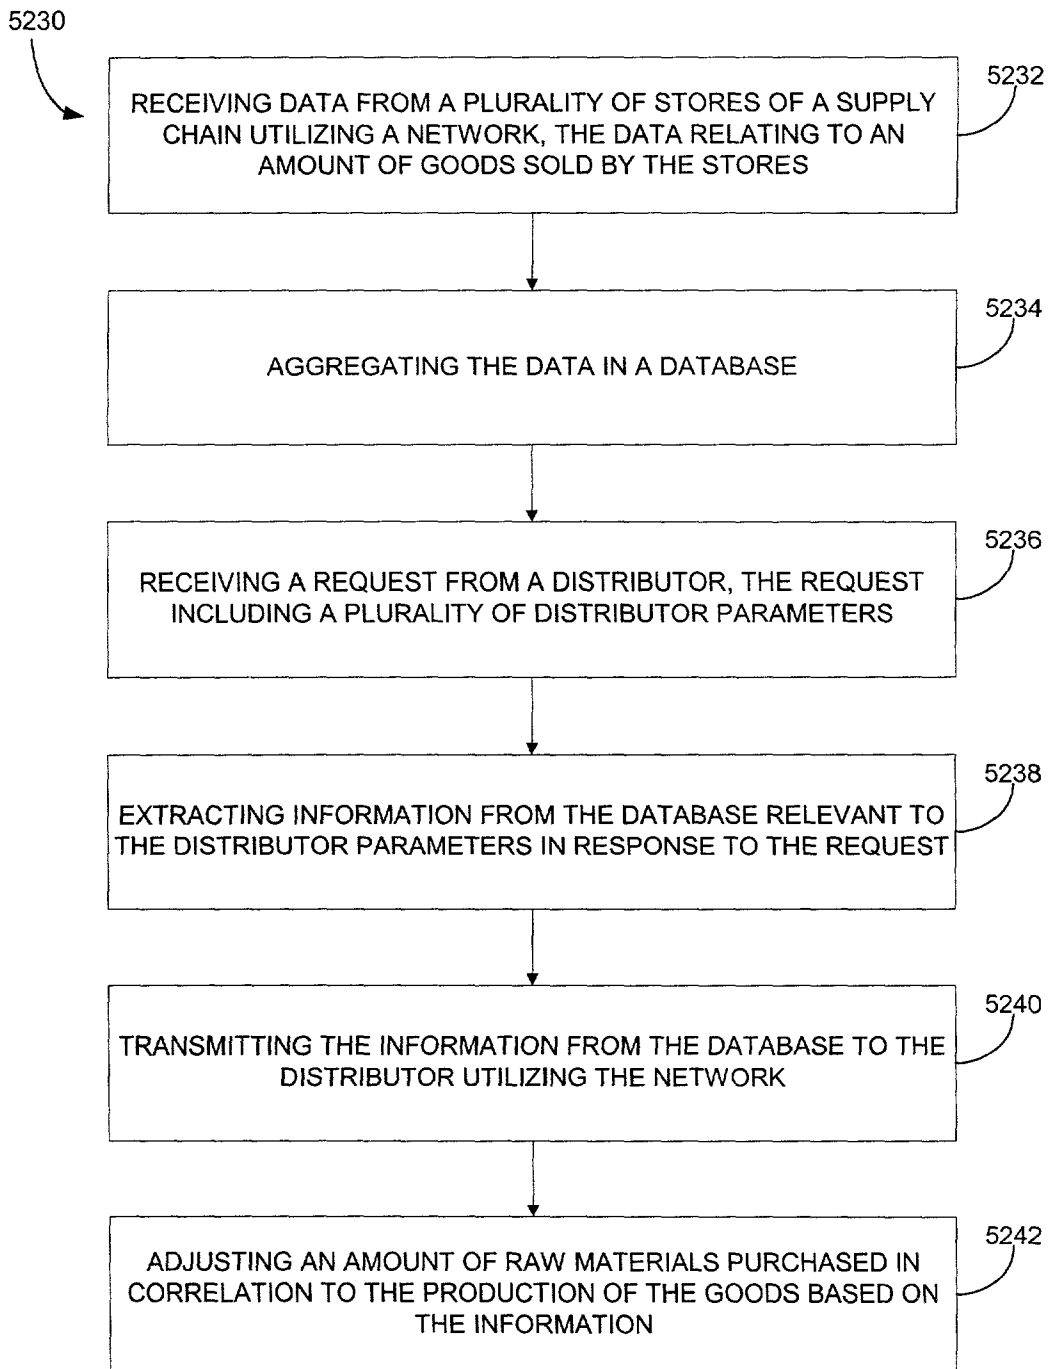 5230
5232
RECEIVING DATA FROM A PLURALITY OF STORES OF A SUPPLY
CHAIN UTILIZING A NETWORK, THE DATA RELATING TO AN
AMOUNT OF GOODS SOLD BY THE STORES
5234
AGGREGATING THE DATA IN A DATABASE
5236
RECEIVING A REQUEST FROM A DISTRIBUTOR, THE REQUEST
INCLUDING A PLURALITY OF DISTRIBUTOR PARAMETERS
5238
EXTRACTING INFORMATION FROM THE DATABASE RELEVANT TO
THE DISTRIBUTOR PARAMETERS IN RESPONSE TO THE REQUEST
5240
TRANSMITTING THE INFORMATION FROM THE DATABASE TO THE
DISTRIBUTOR UTILIZING THE NETWORK
5242
ADJUSTING AN AMOUNT OF RAW MATERIALS PURCHASED IN
CORRELATION TO THE PRODUCTION OF THE GOODS BASED ON
THE INFORMATION